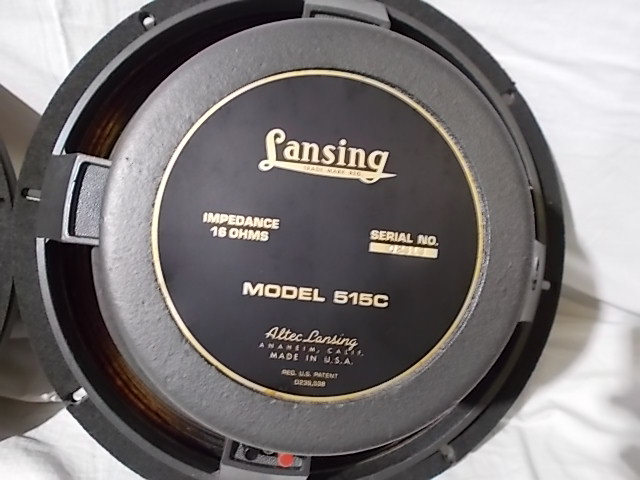 Lansing
TRADE MARK REG.
IMPEDANCE
16 OHMS
SERIAL NO.
MODEL 515C
Altec Lansing
ANAHEIM, CALIF.
MADE IN U.S.A.
REG. U.S. PATENT